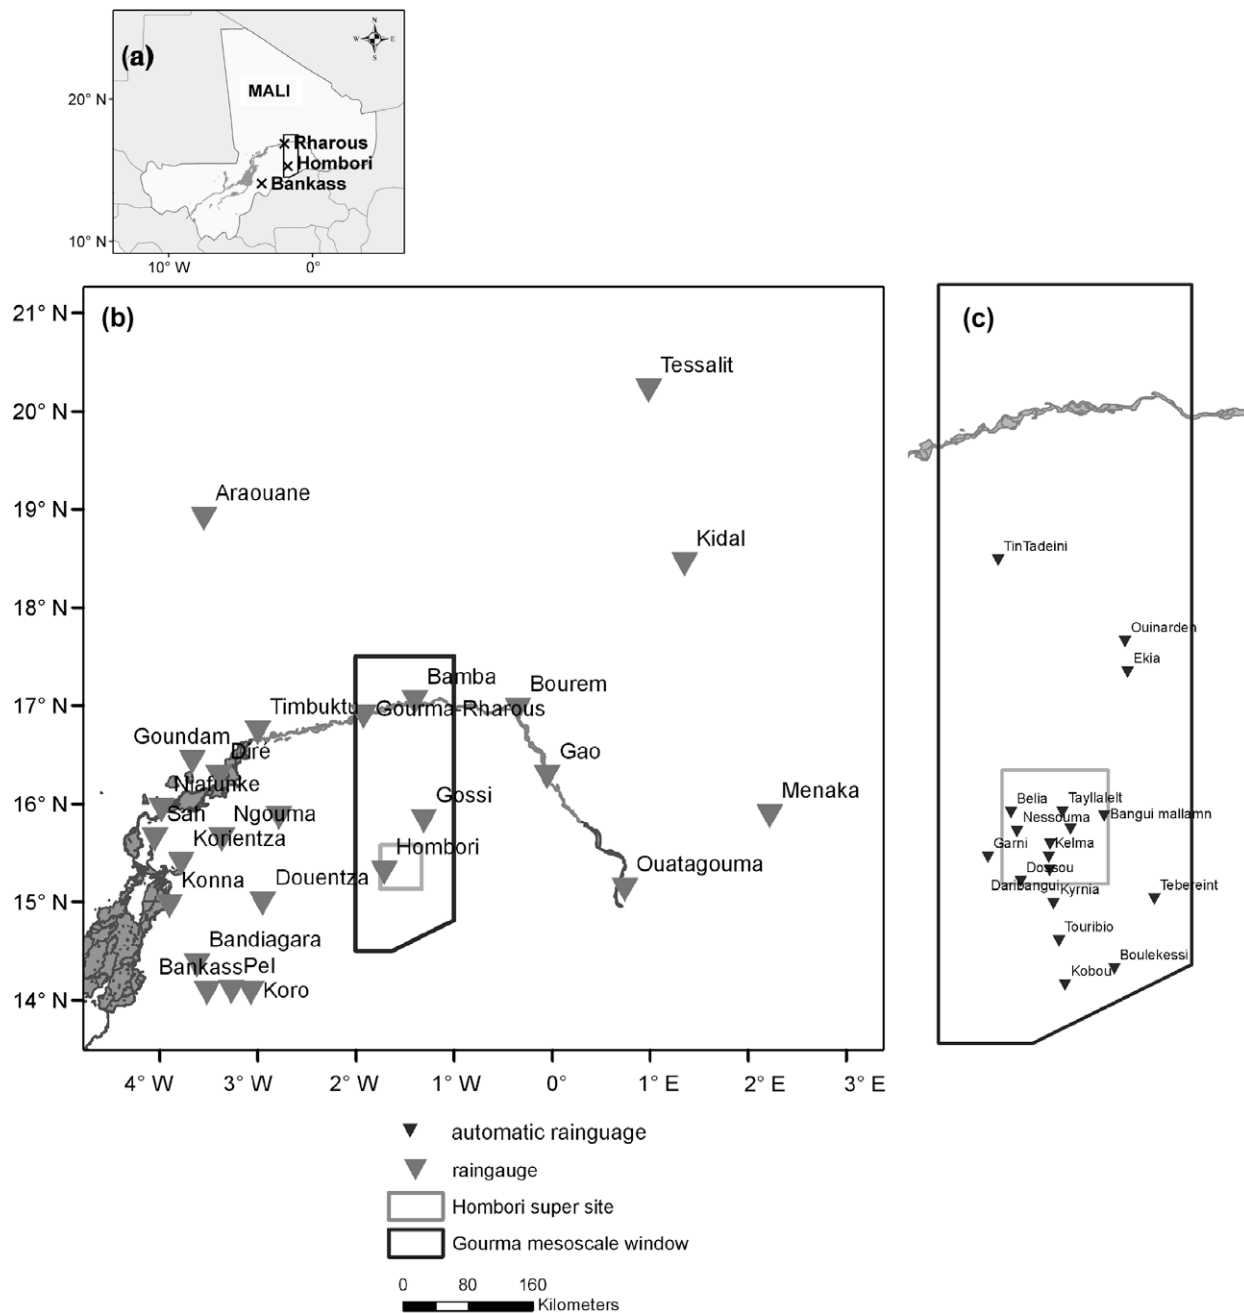 (a)
N
W
E
S
MALI
20° N
Rharous
Hombori
Bankass
10° N
10° W
0°
(b)
21° N
20° N
19° N
18° N
17° N
16° N
15° N
14° N
4° W
3° W
2° W
1° W
0°
1° E
2° E
3° E
Tessalit
Araouane
Kidal
Bamba
Bourem
Timbuktu
Gourma-Rharous
Goundam
Diré
Gao
Niafunke
Menaka
Gossi
Sah
Ngouma
Korientza
Hombori
Konna
Douentza
Ouatagouma
Bandiagara
Bankass
Pel
Koro
(c)
TinTadeini
Ouinarden
Ekia
Belia
Tayllalelt
Bangui mallamn
Nessouma
Garni
Kelma
Dossou
Daribangui
Kyrnia
Tebereint
Touribio
Boulekessi
Kobou
automatic rainguage
raingauge
Hombori super site
Gourma mesoscale window
0 80 160
Kilometers